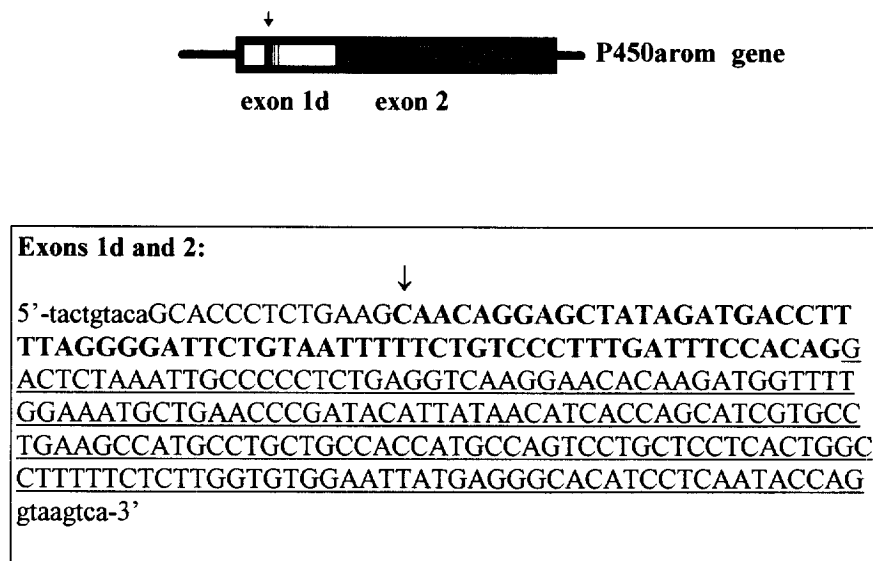 P450arom gene
exon 1d exon 2
Exons 1d and 2:
5’-tactgtacaGCACCCTCTGAAGCAACAGGAGCTATAGATGACCTT
TTAGGGGATTCTGTAATTTTTCTGTCCCTTTGATTTCCACAGG
ACTCTAAATTGCCCCCTCTGAGGTCAAGGAACACAAGATGGTTTT
GGAAATGCTGAACCCGATACATTATAACATCACCAGCATCGTGCC
TGAAGCCATGCCTGCTGCCACCATGCCAGTCCTGCTCCTCACTGGC
CTTTTTCTCTTGGTGTGGAATTATGAGGGCACATCCTCAATACCAG
gtaagtca-3’